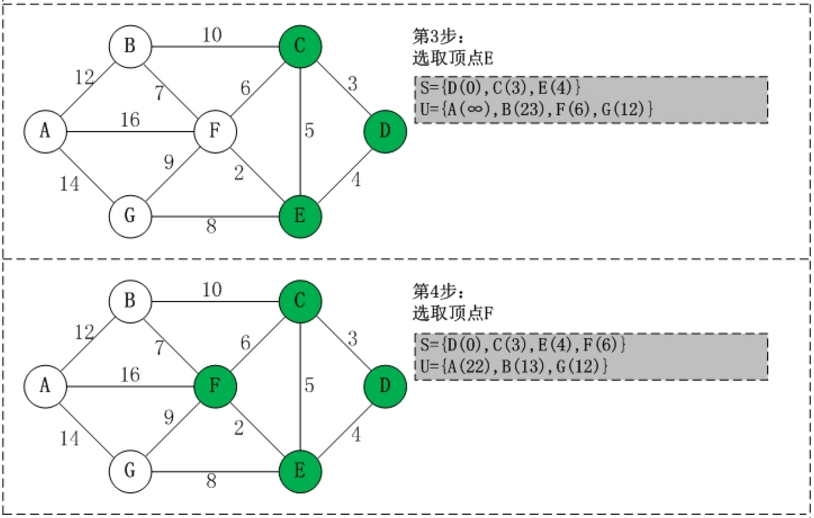 第3步:
选取顶点E
S={D(0),C(3),E(4)}
U={A(∞),B(23),F(6),G(12)}
B
10
C
12
7
6
3
A
16
F
5
D
14
9
2
4
G
8
E
第4步:
选取顶点F
S={D(0),C(3),E(4),F(6)}
U={A(22),B(13),G(12)}
B
10
C
12
7
6
3
A
16
F
5
D
14
9
2
4
G
8
E